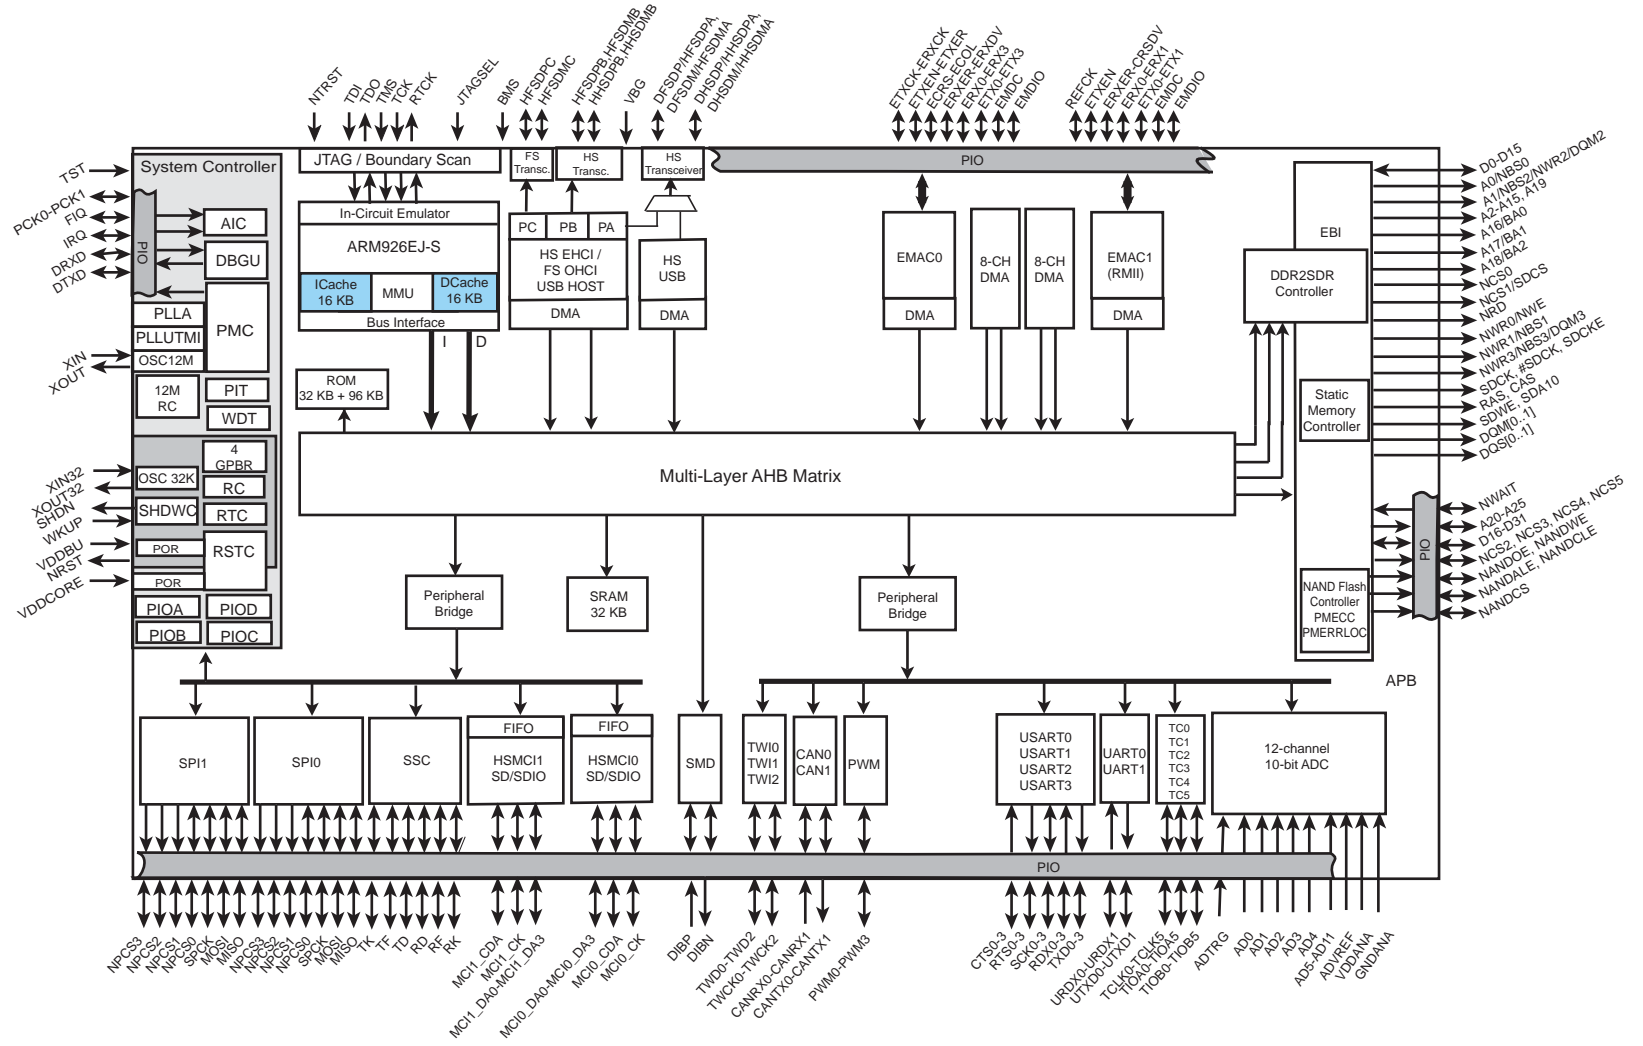 NTRST
TDI
TDO
TMS
TCK
RTCK
JTAGSEL
BMS
HFSDPC
HFSDMC
HFSDPB, HFSDMB
HHSDPB, HHSDMB
VBG
DFSDP/HFSDPA,
DFSDM/HFSDMA
DHSDP/HHSDPA,
DHSDM/HHSDMA
ETXCK-ERXCK
ETXEN-ETXER
ECRS-ECOL
ERXER-ERXDV
ERX0-ERX3
ETX0-ETX3
EMDC
EMDIO
REFCK
ETXEN
ERXER-CRSDV
ERX0-ERX1
ETX0-ETX1
EMDC
EMDIO
TST
PCK0-PCK1
FIQ
IRQ
DRXD
DTXD
XIN
XOUT
XIN32
XOUT32
SHDN
WKUP
VDDBU
NRST
VDDCORE
System Controller
PIO
AIC
DBGU
PMC
PLLA
PLLUTMI
OSC12M
12M
RC
PIT
WDT
4
GPBR
OSC 32K
RC
SHDWC
RTC
POR
RSTC
POR
PIOA
PIOD
PIOB
PIOC
JTAG / Boundary Scan
In-Circuit Emulator
ARM926EJ-S
ICache
16 KB
MMU
DCache
16 KB
Bus Interface
I
D
ROM
32 KB + 96 KB
FS
Transc.
HS
Transc.
HS
Transceiver
PC
PB
PA
HS EHCI /
FS OHCI
USB HOST
DMA
HS
USB
DMA
PIO
EMAC0
DMA
8-CH
DMA
8-CH
DMA
EMAC1
(RMII)
DMA
EBI
DDR2SDR
Controller
Static
Memory
Controller
NAND Flash
Controller
PMECC
PMERRLOC
PIO
D0-D15
A0/NBS0
A1/NBS2/NWR2/DQM2
A2-A15, A19
A16/BA0
A17/BA1
A18/BA2
NCS0
NCS1/SDCS
NRD
NWR0/NWE
NWR1/NBS1
NWR3/NBS3/DQM3
SDCK, #SDCK, SDCKE
RAS, CAS
SDWE, SDA10
DQM[0..1]
DQS[0..1]
NWAIT
A20-A25
D16-D31
NCS2, NCS3, NCS4, NCS5
NANDOE, NANDWE
NANDALE, NANDCLE
NANDCS
Multi-Layer AHB Matrix
Peripheral
Bridge
SRAM
32 KB
Peripheral
Bridge
APB
SPI1
SPI0
SSC
FIFO
HSMCI1
SD/SDIO
FIFO
HSMCI0
SD/SDIO
SMD
TWI0
TWI1
TWI2
CAN0
CAN1
PWM
USART0
USART1
USART2
USART3
UART0
UART1
TC0
TC1
TC2
TC3
TC4
TC5
12-channel
10-bit ADC
PIO
NPCS3
NPCS2
NPCS1
NPCS0
SPCK
MOSI
MISO
NPCS3
NPCS2
NPCS1
NPCS0
SPCK
MOSI
MISO
TK
TF
TD
RD
RF
RK
MCI1_CDA
MCI1_CK
MCI1_DA0-MCI1_DA3
MCI0_DA0-MCI0_DA3
MCI0_CDA
MCI0_CK
DIBP
DIBN
TWD0-TWD2
TWCK0-TWCK2
CANRX0-CANRX1
CANTX0-CANTX1
PWM0-PWM3
CTS0-3
RTS0-3
SCK0-3
RDX0-3
TXD0-3
URDX0-URDX1
UTXD0-UTXD1
TCLK0-TCLK5
TIOA0-TIOA5
TIOB0-TIOB5
ADTRG
AD0
AD1
AD2
AD3
AD4
AD5-AD11
ADVREF
VDDANA
GNDANA